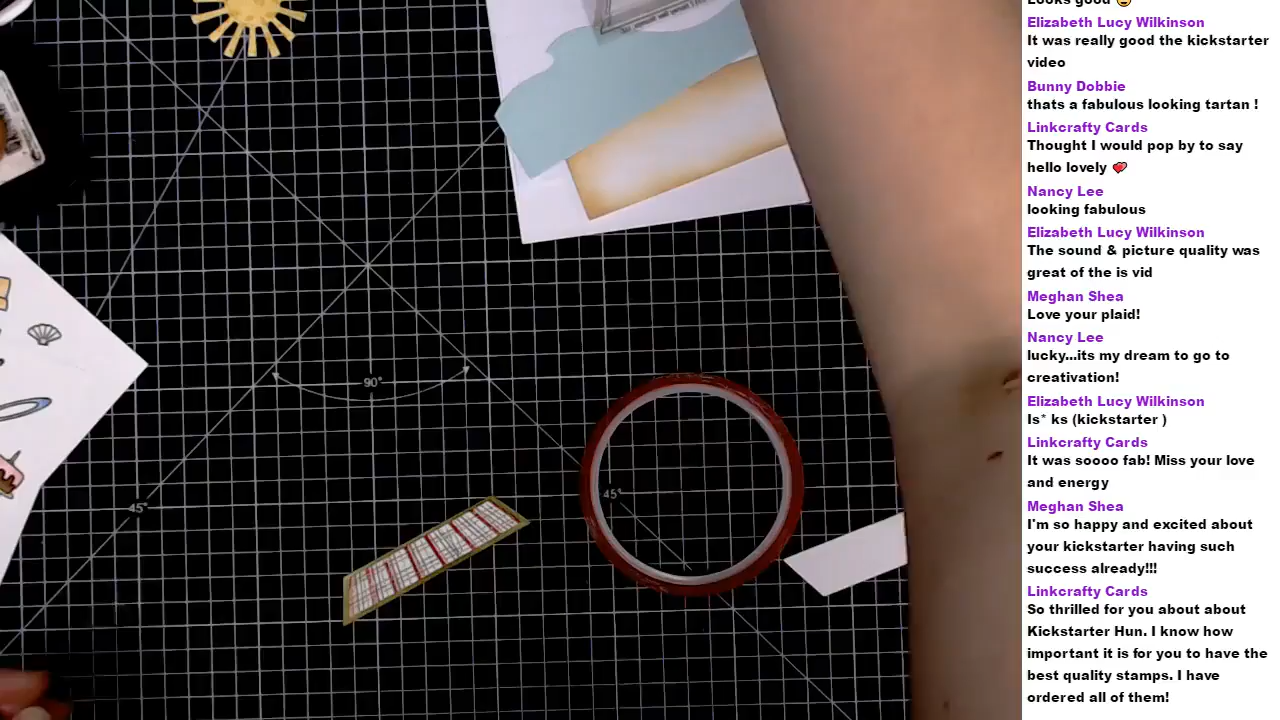 Looks good 😄
Elizabeth Lucy Wilkinson
It was really good the kickstarter
video
Bunny Dobbie
thats a fabulous looking tartan !
Linkcrafty Cards
Thought I would pop by to say
hello lovely 💕
Nancy Lee
looking fabulous
Elizabeth Lucy Wilkinson
The sound & picture quality was
great of the is vid
Meghan Shea
Love your plaid!
Nancy Lee
lucky...its my dream to go to
creativation!
Elizabeth Lucy Wilkinson
Is* ks (kickstarter )
Linkcrafty Cards
It was soooo fab! Miss your love
and energy
Meghan Shea
I'm so happy and excited about
your kickstarter having such
success already!!!
Linkcrafty Cards
So thrilled for you about about
Kickstarter Hun. I know how
important it is for you to have the
best quality stamps. I have
ordered all of them!
90°
45°
45°